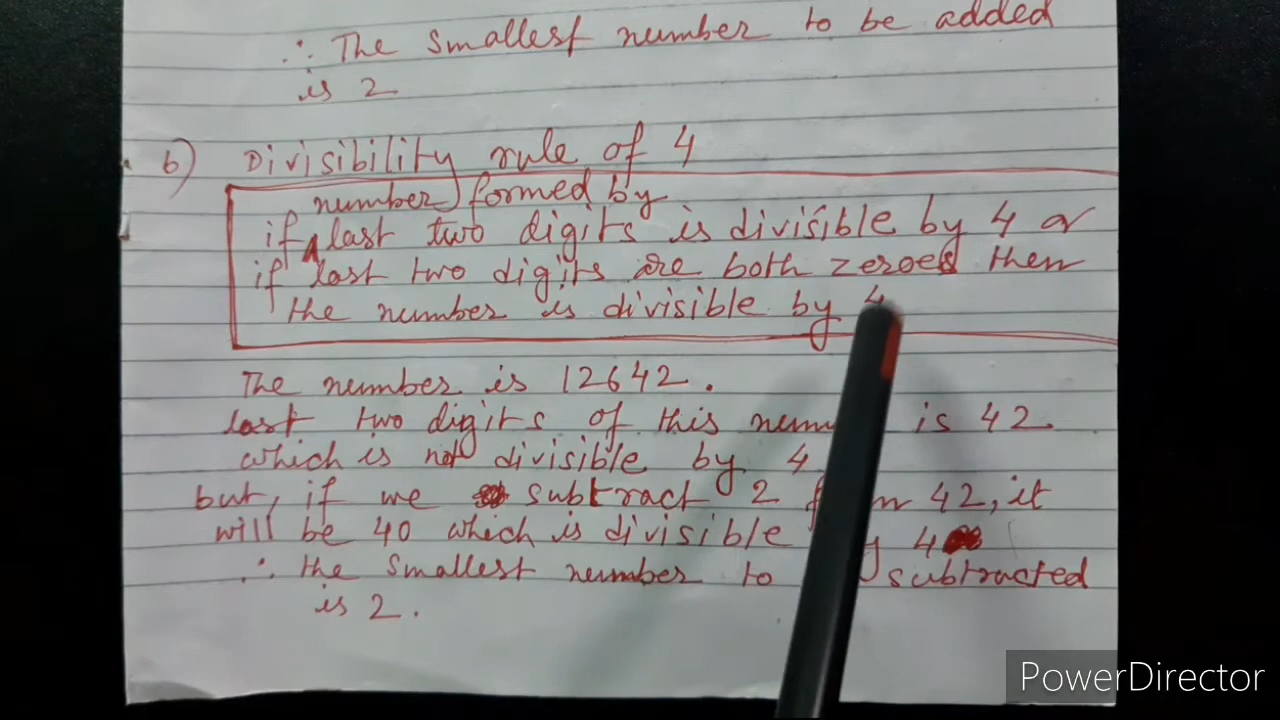 ∴ The smallest number to be added
is 2
b) Divisibility rule of 4
number formed by
if last two digits is divisible by 4 or
if last two digits are both zeroes then
the number is divisible by 4
The number is 12642.
last two digits of this num is 42.
which is not divisible by 4
but, if we subtract 2 from 42, it
will be 40 which is divisible by 4
∴ the smallest number to subtracted
is 2.
PowerDirector